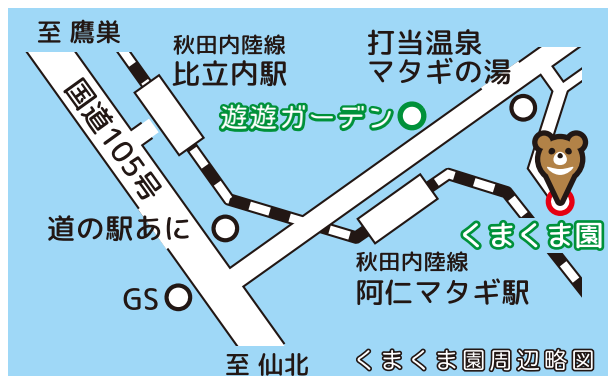 至 鷹巣
秋田内陸線
比立内駅
打当温泉
マタギの湯
国道105号
遊遊ガーデン
道の駅あに
くまくま園
秋田内陸線
阿仁マタギ駅
GS
至 仙北
くまくま園周辺略図